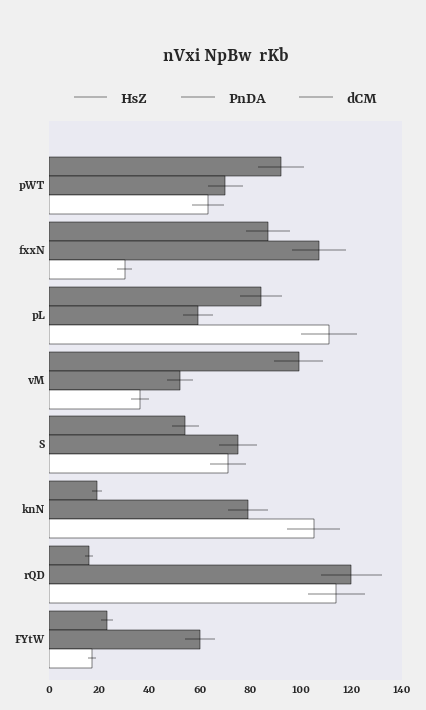 nVxi NpBw rKb
HsZ PnDA dCM
pWT
fxxN
pL
vM
S
knN
rQD
FYtW
0 20 40 60 80 100 120 140